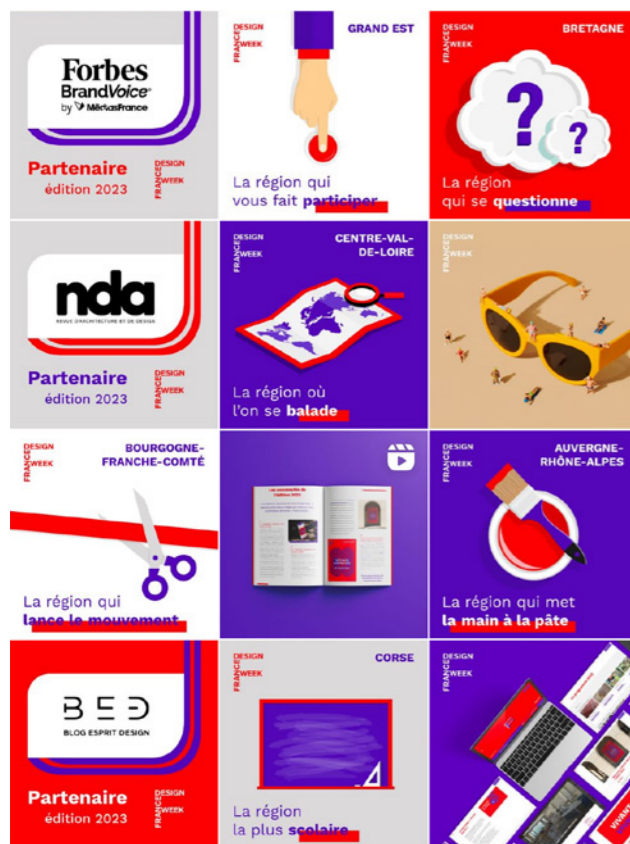 Forbes
BrandVoice®
by MédiasFrance
Partenaire
édition 2023
FRANCE DESIGN WEEK
FRANCE DESIGN WEEK
GRAND EST
La région qui
vous fait participer
FRANCE DESIGN WEEK
BRETAGNE
?
?
La région
qui se questionne
nda
REVUE D'ARCHITECTURE ET DE DESIGN
Partenaire
édition 2023
FRANCE DESIGN WEEK
FRANCE DESIGN WEEK
CENTRE-VAL-
DE-LOIRE
La région où
l'on se balade
FRANCE DESIGN WEEK
FRANCE DESIGN WEEK
BOURGOGNE-
FRANCHE-COMTÉ
La région qui
lance le mouvement
FRANCE DESIGN WEEK
AUVERGNE-
RHÔNE-ALPES
La région qui met
la main à la pâte
BED
BLOG ESPRIT DESIGN
Partenaire
édition 2023
FRANCE DESIGN WEEK
FRANCE DESIGN WEEK
CORSE
La région
la plus scolaire
FRANCE DESIGN WEEK